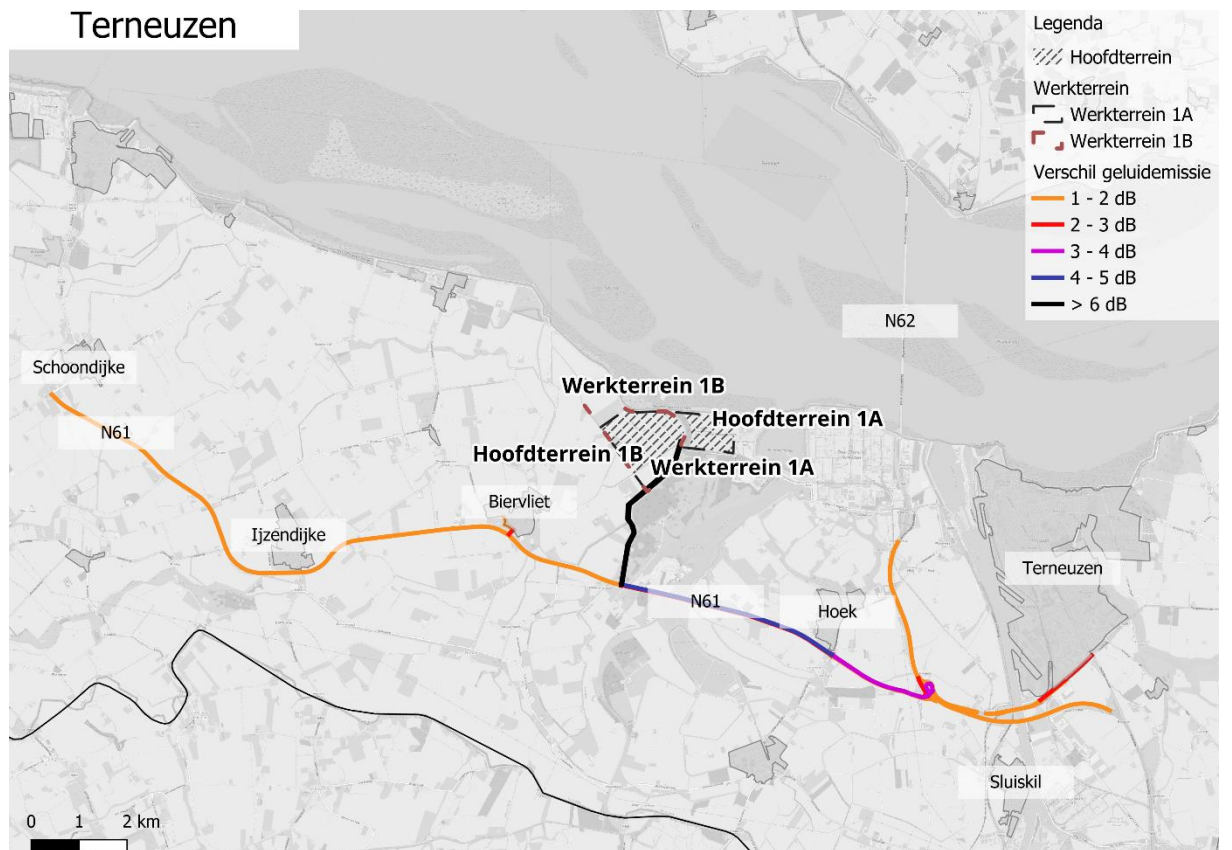 Terneuzen
Legenda
Hoofdterrein
Werkterrein
Werkterrein 1A
Werkterrein 1B
Verschil geluidemissie
1 - 2 dB
2 - 3 dB
3 - 4 dB
4 - 5 dB
> 6 dB
N62
Schoondijke
Werkterrein 1B
Hoofdterrein 1A
N61
Hoofdterrein 1B
Werkterrein 1A
Biervliet
Ijzendijke
Terneuzen
N61
Hoek
Sluiskil
0 1 2 km